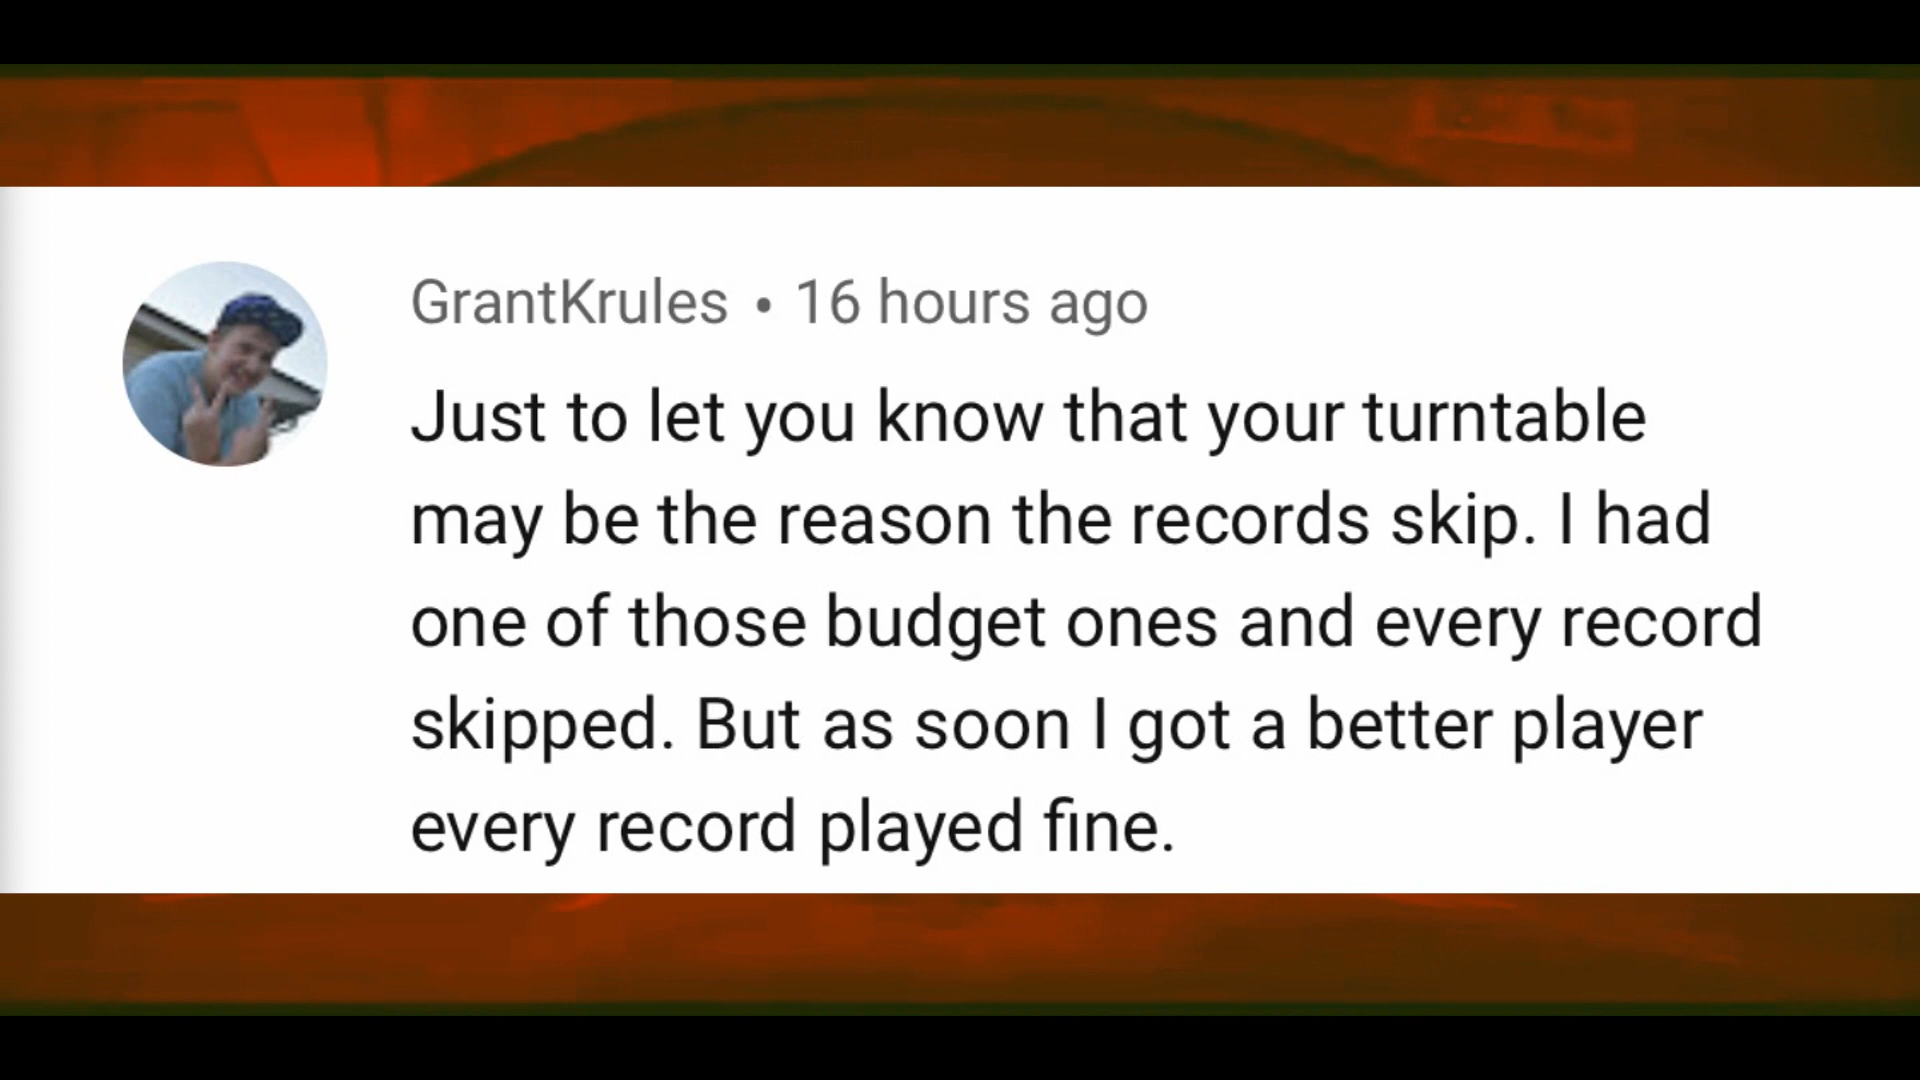 GrantKrules • 16 hours ago
Just to let you know that your turntable
may be the reason the records skip. I had
one of those budget ones and every record
skipped. But as soon I got a better player
every record played fine.